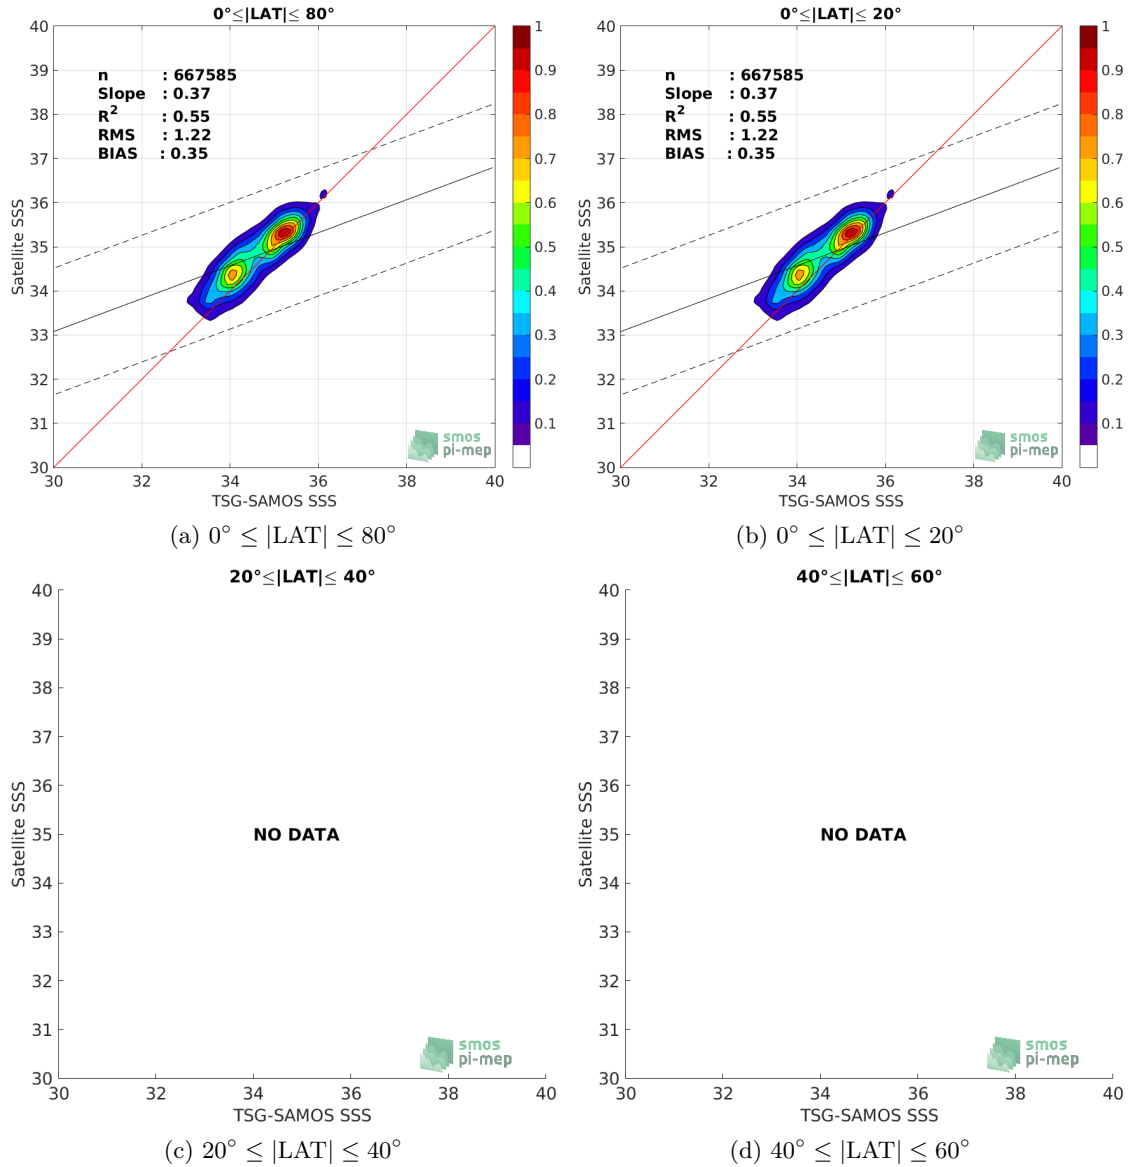 0°≤|LAT|≤ 80°
40
39
38
37
36
35
34
33
32
31
30
Satellite SSS
n : 667585
Slope : 0.37
R² : 0.55
RMS : 1.22
BIAS : 0.35
smos
pi-mep
30 32 34 36 38 40
TSG-SAMOS SSS
1
0.9
0.8
0.7
0.6
0.5
0.4
0.3
0.2
0.1
(a) 0° ≤ |LAT| ≤ 80°
0°≤|LAT|≤ 20°
40
39
38
37
36
35
34
33
32
31
30
Satellite SSS
n : 667585
Slope : 0.37
R² : 0.55
RMS : 1.22
BIAS : 0.35
smos
pi-mep
30 32 34 36 38 40
TSG-SAMOS SSS
1
0.9
0.8
0.7
0.6
0.5
0.4
0.3
0.2
0.1
(b) 0° ≤ |LAT| ≤ 20°
20°≤|LAT|≤ 40°
40
39
38
37
36
35
34
33
32
31
30
Satellite SSS
NO DATA
smos
pi-mep
30 32 34 36 38 40
TSG-SAMOS SSS
(c) 20° ≤ |LAT| ≤ 40°
40°≤|LAT|≤ 60°
40
39
38
37
36
35
34
33
32
31
30
Satellite SSS
NO DATA
smos
pi-mep
30 32 34 36 38 40
TSG-SAMOS SSS
(d) 40° ≤ |LAT| ≤ 60°